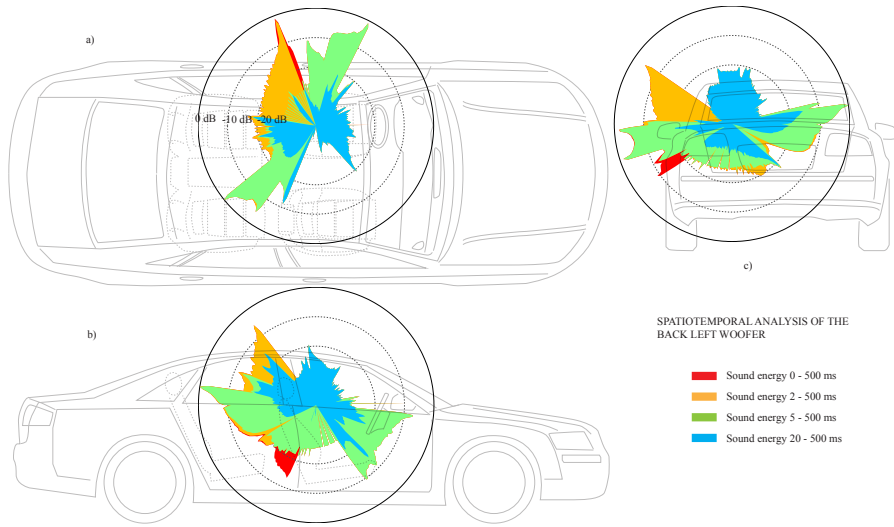 a)
0 dB -10 dB -20 dB
c)
b)
SPATIOTEMPORAL ANALYSIS OF THE
BACK LEFT WOOFER
Sound energy 0 - 500 ms
Sound energy 2 - 500 ms
Sound energy 5 - 500 ms
Sound energy 20 - 500 ms